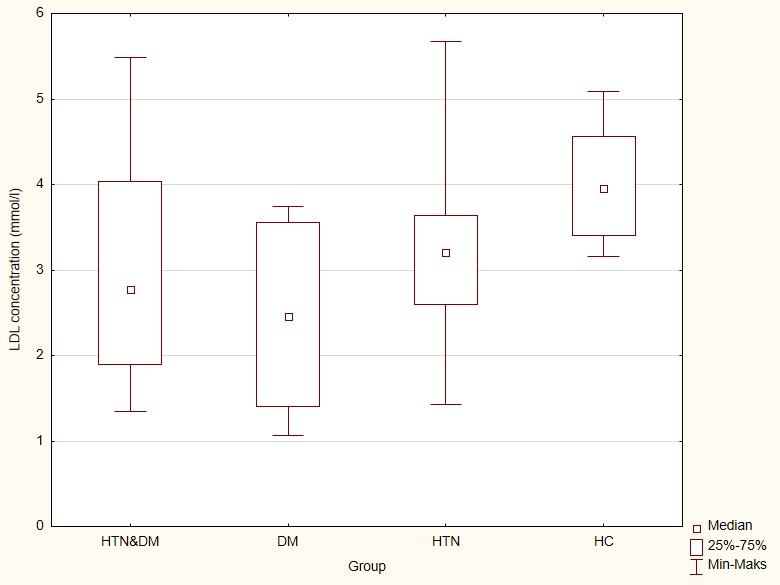 LDL concentration (mmol/l)
6
5
4
3
2
1
0
HTN&DM DM HTN HC
Group
Median
25%-75%
Min-Maks